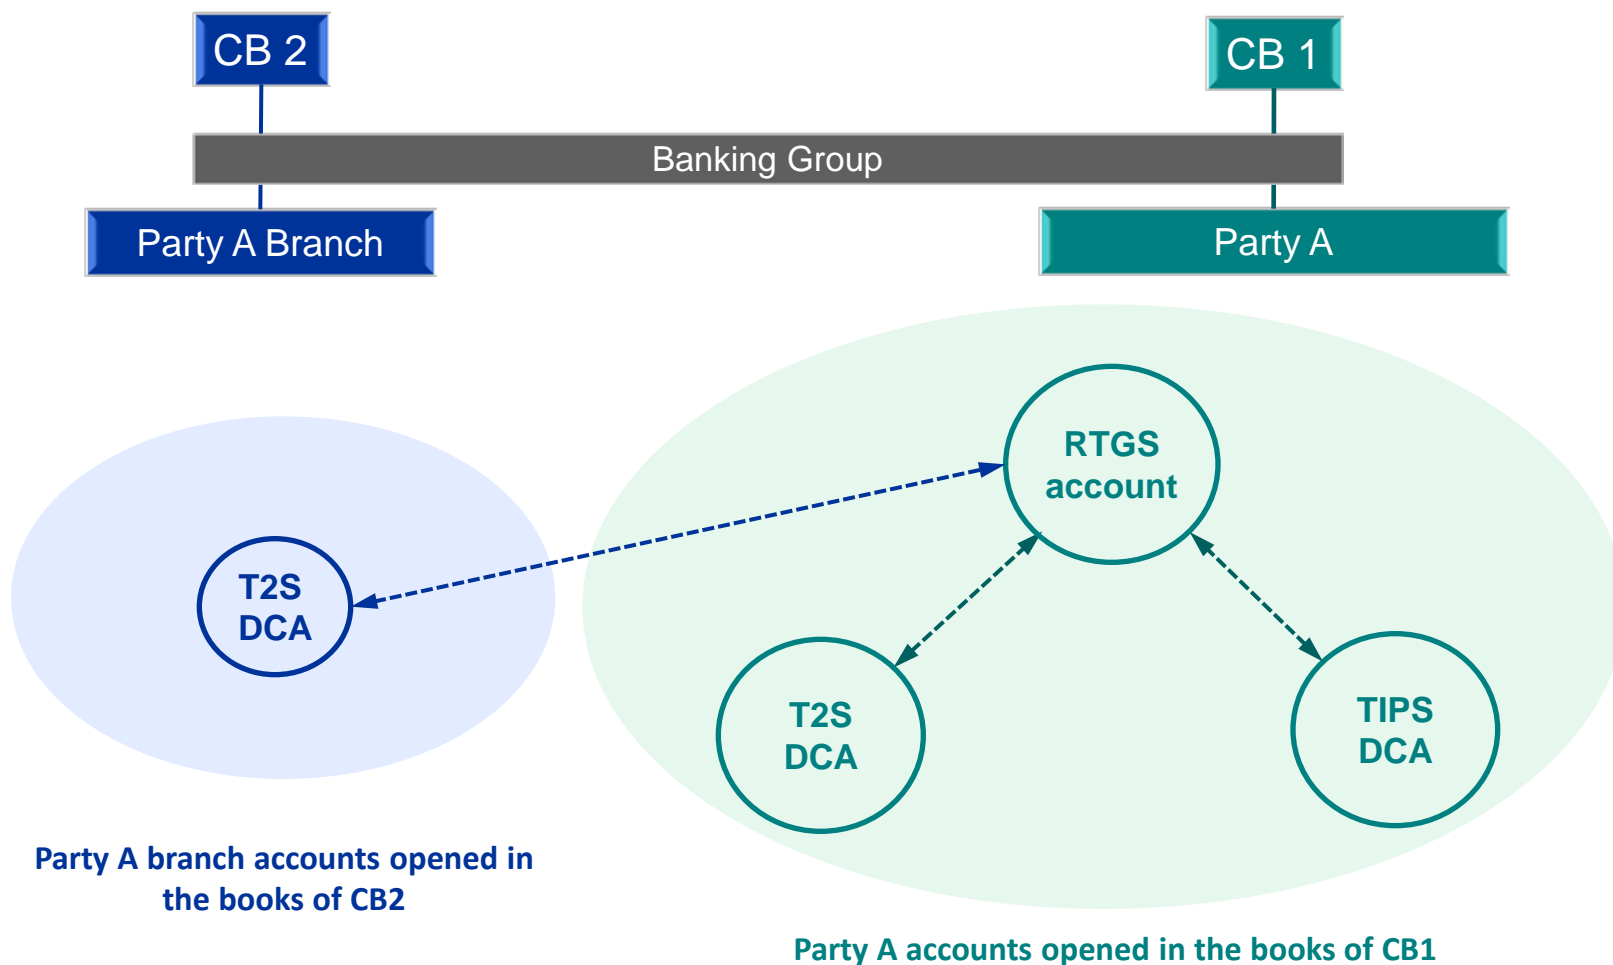 CB 2
CB 1
Banking Group
Party A Branch
Party A
RTGS
account
T2S
DCA
T2S
DCA
TIPS
DCA
Party A branch accounts opened in
the books of CB2
Party A accounts opened in the books of CB1